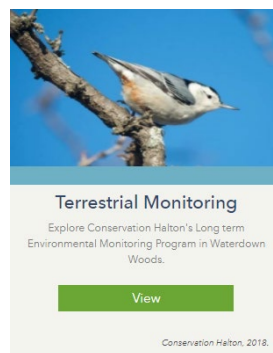 Terrestrial Monitoring
Explore Conservation Halton's Long term
Environmental Monitoring Program in Waterdown
Woods.
View
Conservation Halton, 2018.